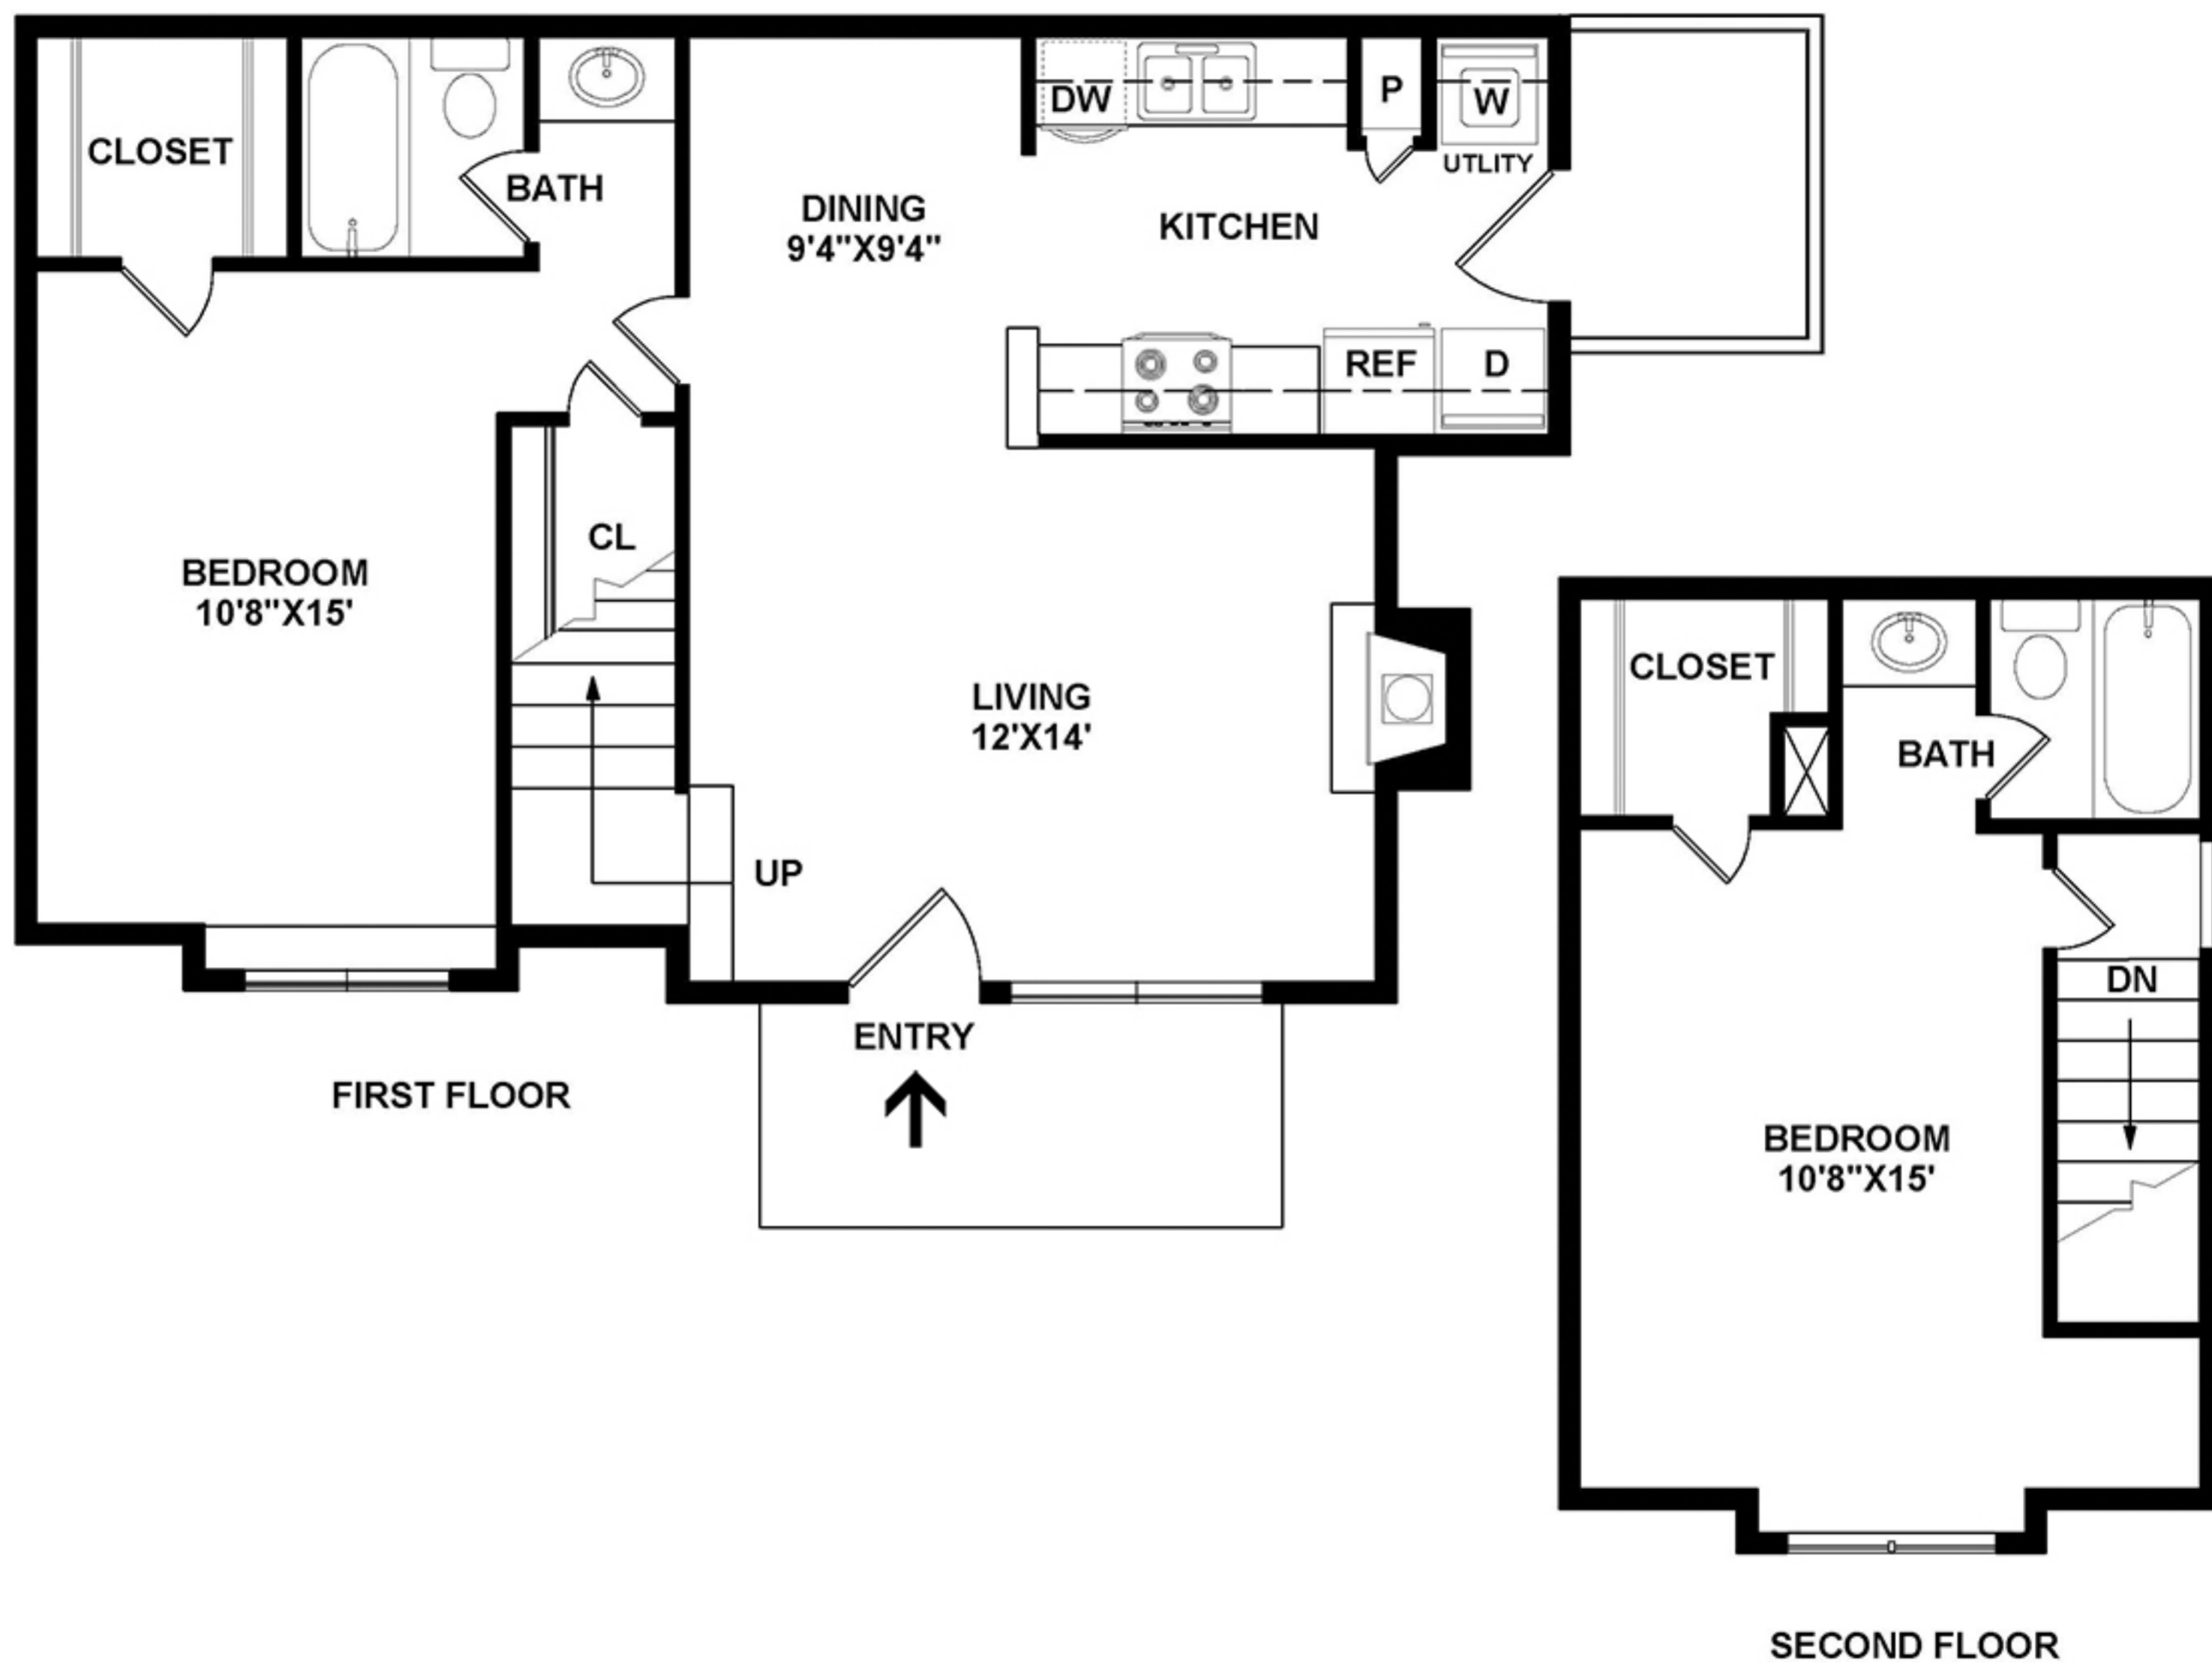 CLOSET
BATH
DINING
9'4"X9'4"
KITCHEN
DW
P
W
UTLITY
REF
D
CL
BEDROOM
10'8"X15'
LIVING
12'X14'
UP
ENTRY
FIRST FLOOR
CLOSET
BATH
DN
BEDROOM
10'8"X15'
SECOND FLOOR